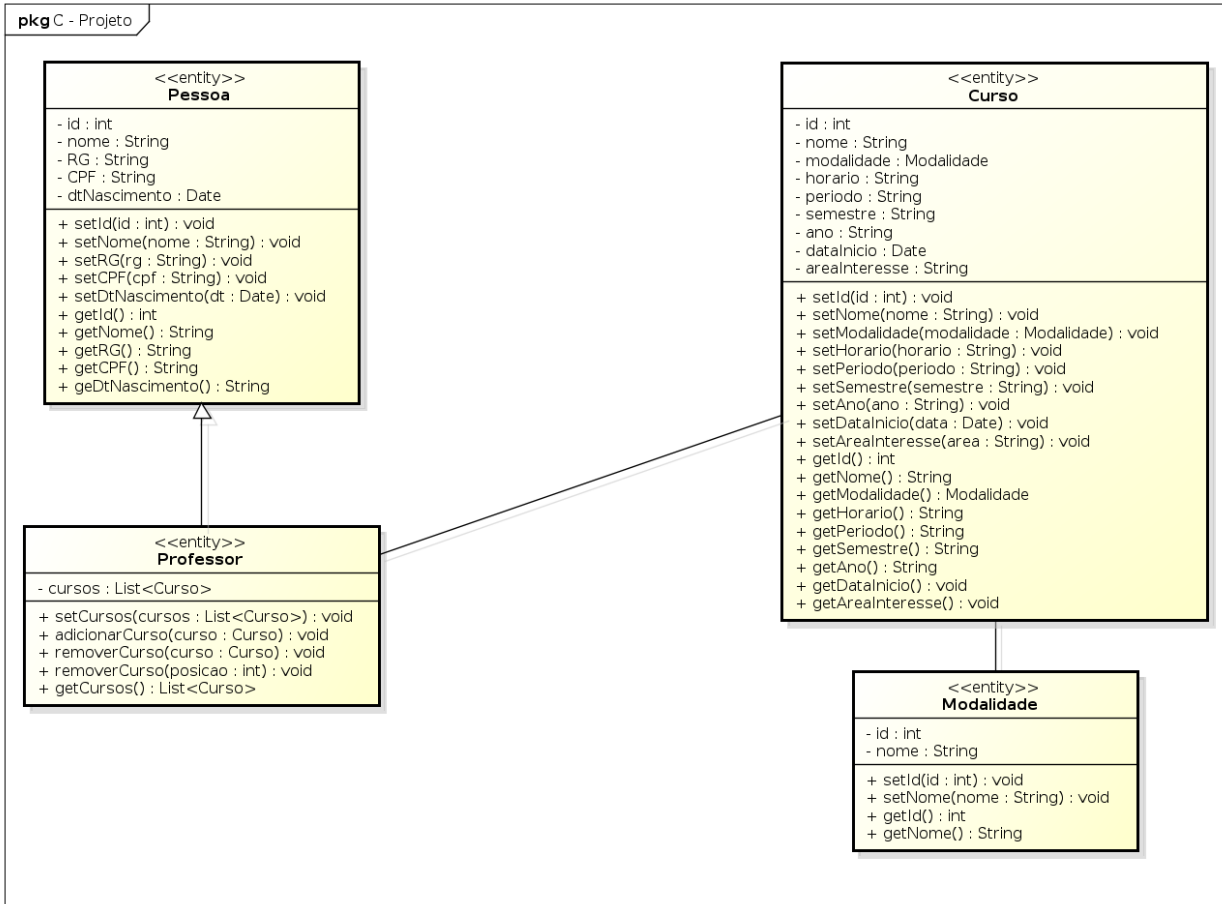 pkg C - Projeto
<<entity>>
Pessoa
- id : int
- nome : String
- RG : String
- CPF : String
- dtNascimento : Date
+ setId(id : int) : void
+ setNome(nome : String) : void
+ setRG(rg : String) : void
+ setCPF(cpf : String) : void
+ setDtNascimento(dt : Date) : void
+ getId() : int
+ getNome() : String
+ getRG() : String
+ getCPF() : String
+ geDtNascimento() : String
<<entity>>
Curso
- id : int
- nome : String
- modalidade : Modalidade
- horario : String
- periodo : String
- semestre : String
- ano : String
- dataInicio : Date
- areaInteresse : String
+ setId(id : int) : void
+ setNome(nome : String) : void
+ setModalidade(modalidade : Modalidade) : void
+ setHorario(horario : String) : void
+ setPeriodo(periodo : String) : void
+ setSemestre(semestre : String) : void
+ setAno(ano : String) : void
+ setDataInicio(data : Date) : void
+ setAreaInteresse(area : String) : void
+ getId() : int
+ getNome() : String
+ getModalidade() : Modalidade
+ getHorario() : String
+ getPeriodo() : String
+ getSemestre() : String
+ getAno() : String
+ getDataInicio() : void
+ getAreaInteresse() : void
<<entity>>
Professor
- cursos : List<Curso>
+ setCursos(cursos : List<Curso>) : void
+ adicionarCurso(curso : Curso) : void
+ removerCurso(curso : Curso) : void
+ removerCurso(posicao : int) : void
+ getCursos() : List<Curso>
<<entity>>
Modalidade
- id : int
- nome : String
+ setId(id : int) : void
+ setNome(nome : String) : void
+ getId() : int
+ getNome() : String